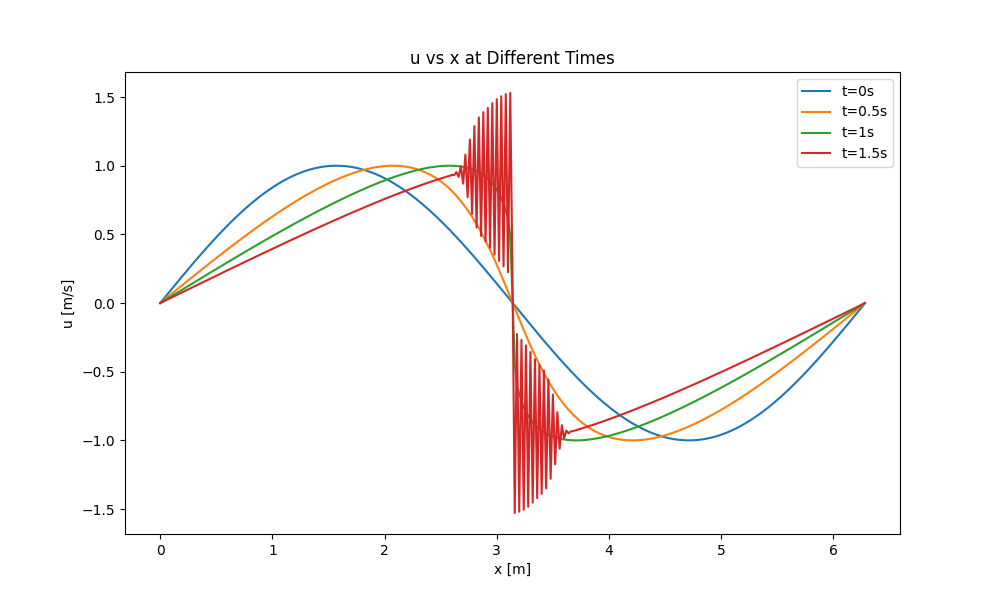 u vs x at Different Times
t=0s
t=0.5s
t=1s
t=1.5s
u [m/s]
1.5
1.0
0.5
0.0
−0.5
−1.0
−1.5
0 1 2 3 4 5 6
x [m]